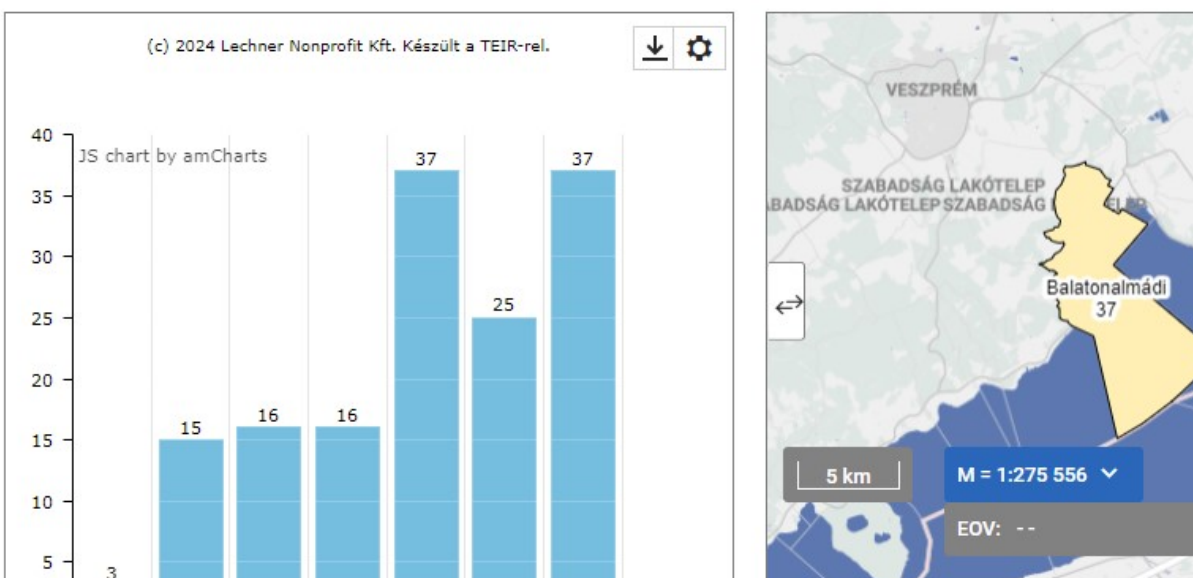 (c) 2024 Lechner Nonprofit Kft. Készült a TEIR-rel.
40
JS chart by amCharts
35
30
25
20
15
10
5
3
15
16
16
37
25
37
VESZPRÉM
SZABADSÁG LAKÓTELEP
BADSÁG LAKÓTELEP SZABADSÁG
ELEP
Balatonalmádi
37
5 km
M = 1:275 556
EOV: --